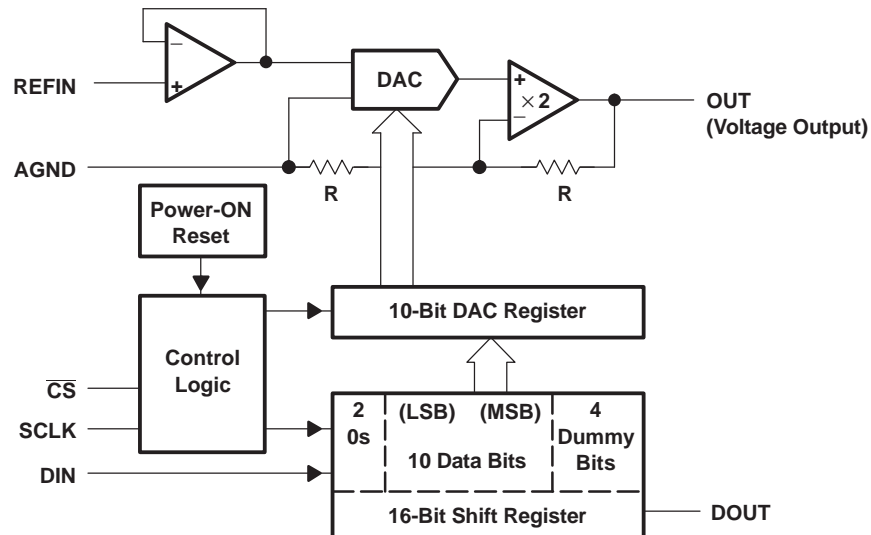 REFIN
−
+
DAC
+
× 2
−
OUT
(Voltage Output)
AGND
R
R
Power-ON
Reset
Control
Logic
10-Bit DAC Register
CS
SCLK
DIN
2
0s
(LSB) (MSB)
10 Data Bits
4
Dummy
Bits
16-Bit Shift Register
DOUT